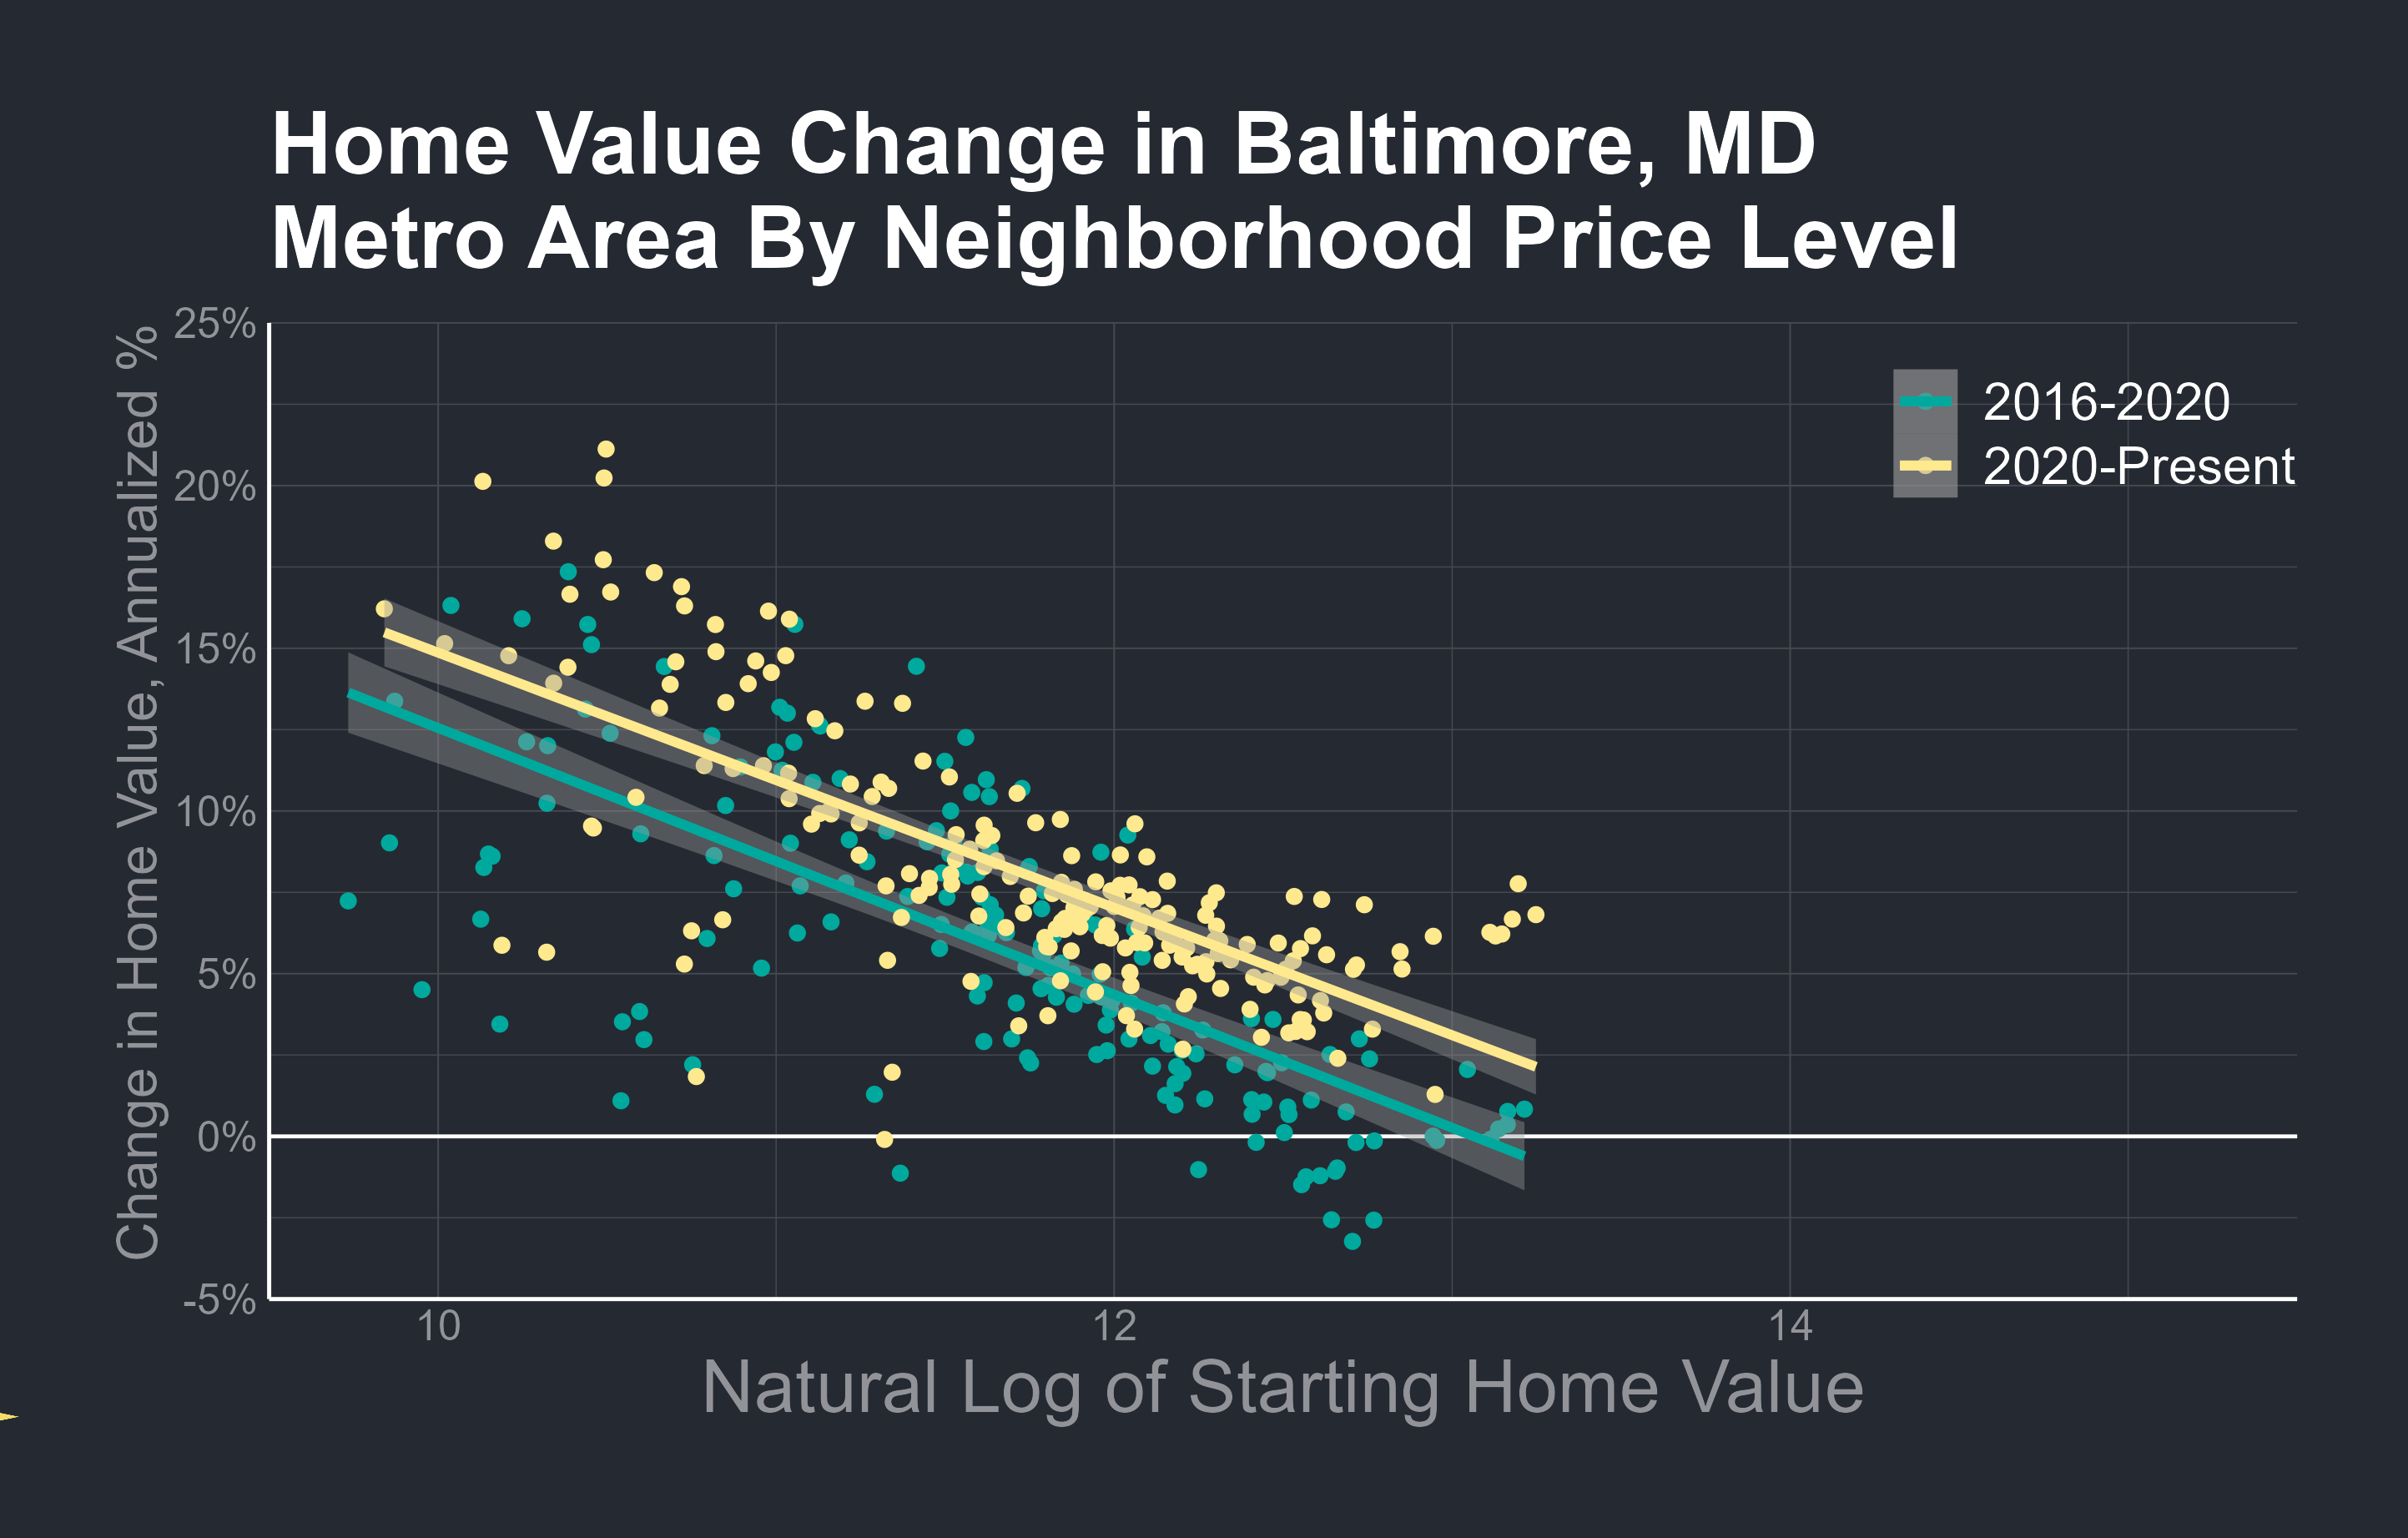 Home Value Change in Baltimore, MD
Metro Area By Neighborhood Price Level
Change in Home Value, Annualized %
25%
20%
15%
10%
5%
0%
-5%
2016-2020
2020-Present
10
12
14
Natural Log of Starting Home Value